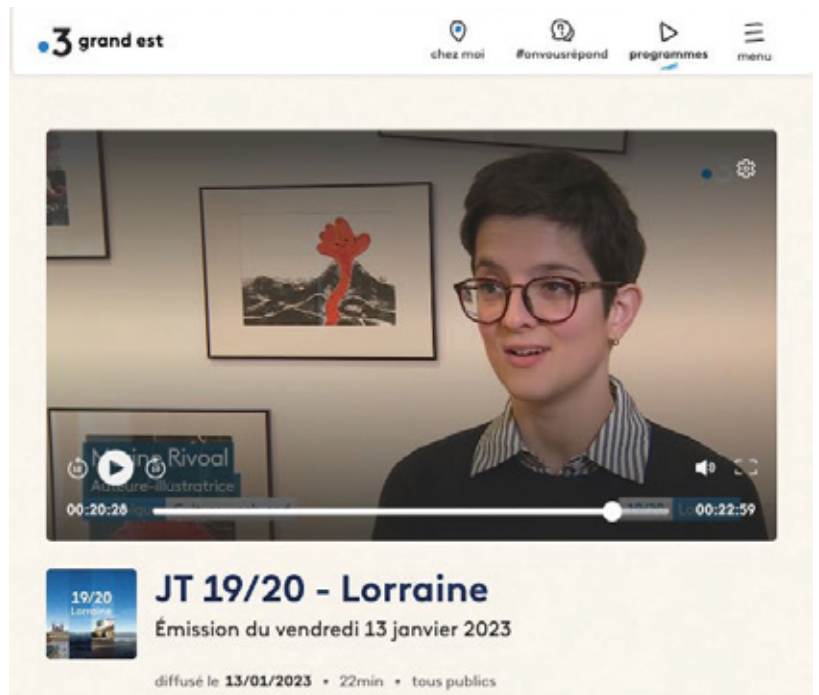 3 grand est
chez moi
#onvousrépond
programmes
menu
Rivoal
Auteure-illustratrice
00:20:28
19/20
00:22:59
19/20
Lorraine
JT 19/20 - Lorraine
Émission du vendredi 13 janvier 2023
diffusé le 13/01/2023 • 22min • tous publics